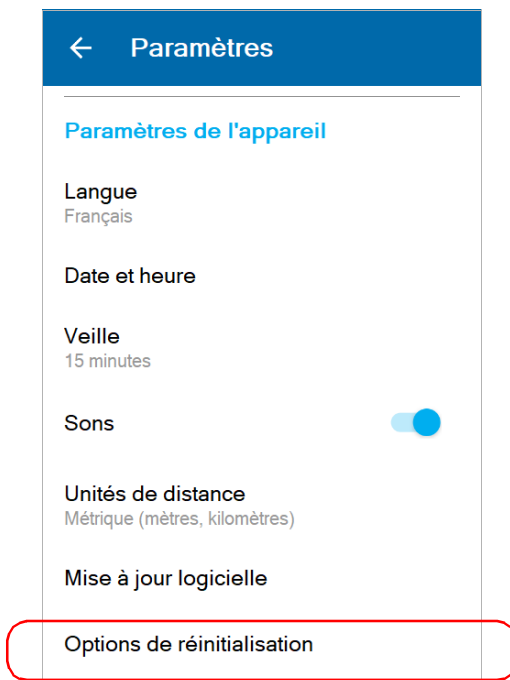 Paramètres
Paramètres de l'appareil
Langue
Français
Date et heure
Veille
15 minutes
Sons
Unités de distance
Métrique (mètres, kilomètres)
Mise à jour logicielle
Options de réinitialisation